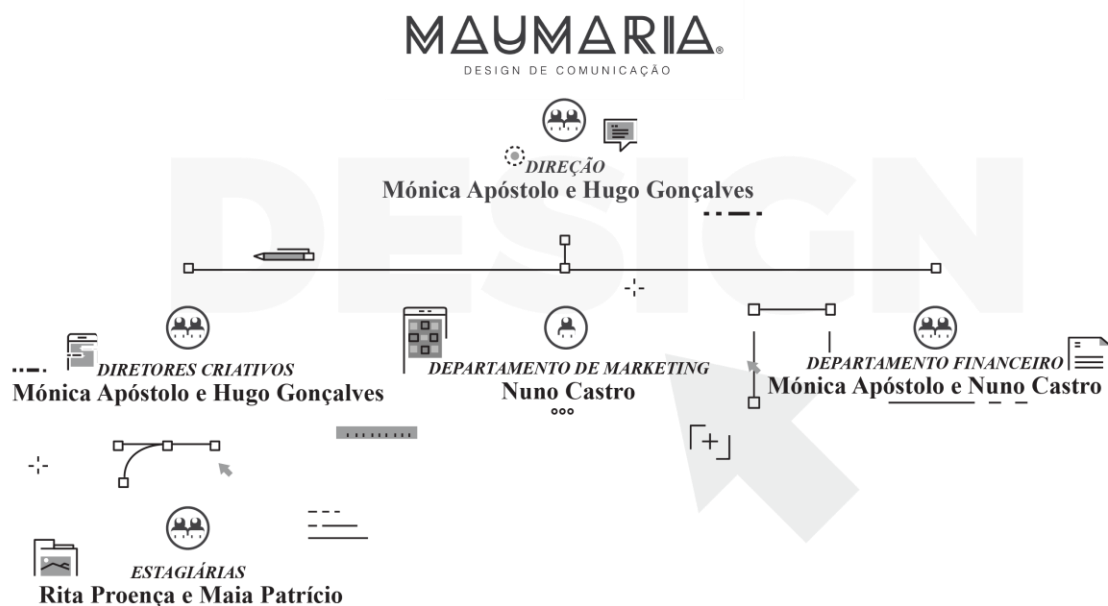 MAUMARIA®
DESIGN DE COMUNICAÇÃO
DESIGN
DIREÇÃO
Mónica Apóstolo e Hugo Gonçalves
DIRETORES CRIATIVOS
Mónica Apóstolo e Hugo Gonçalves
DEPARTAMENTO DE MARKETING
Nuno Castro
DEPARTAMENTO FINANCEIRO
Mónica Apóstolo e Nuno Castro
ESTAGIÁRIAS
Rita Proença e Maia Patrício